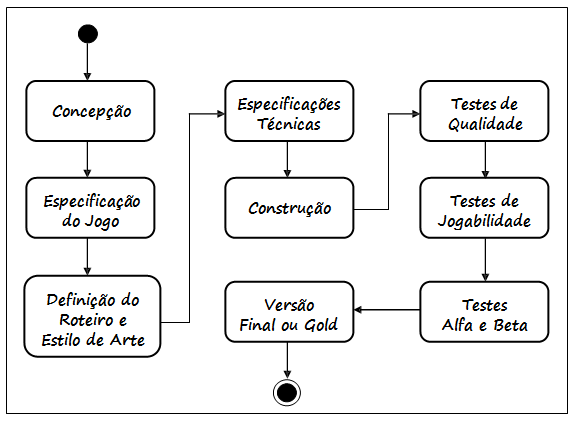 Concepção
Especificação
do Jogo
Definição do
Roteiro e
Estilo de Arte
Especificações
Técnicas
Construção
Testes de
Qualidade
Testes de
Jogabilidade
Testes
Alfa e Beta
Versão
Final ou Gold